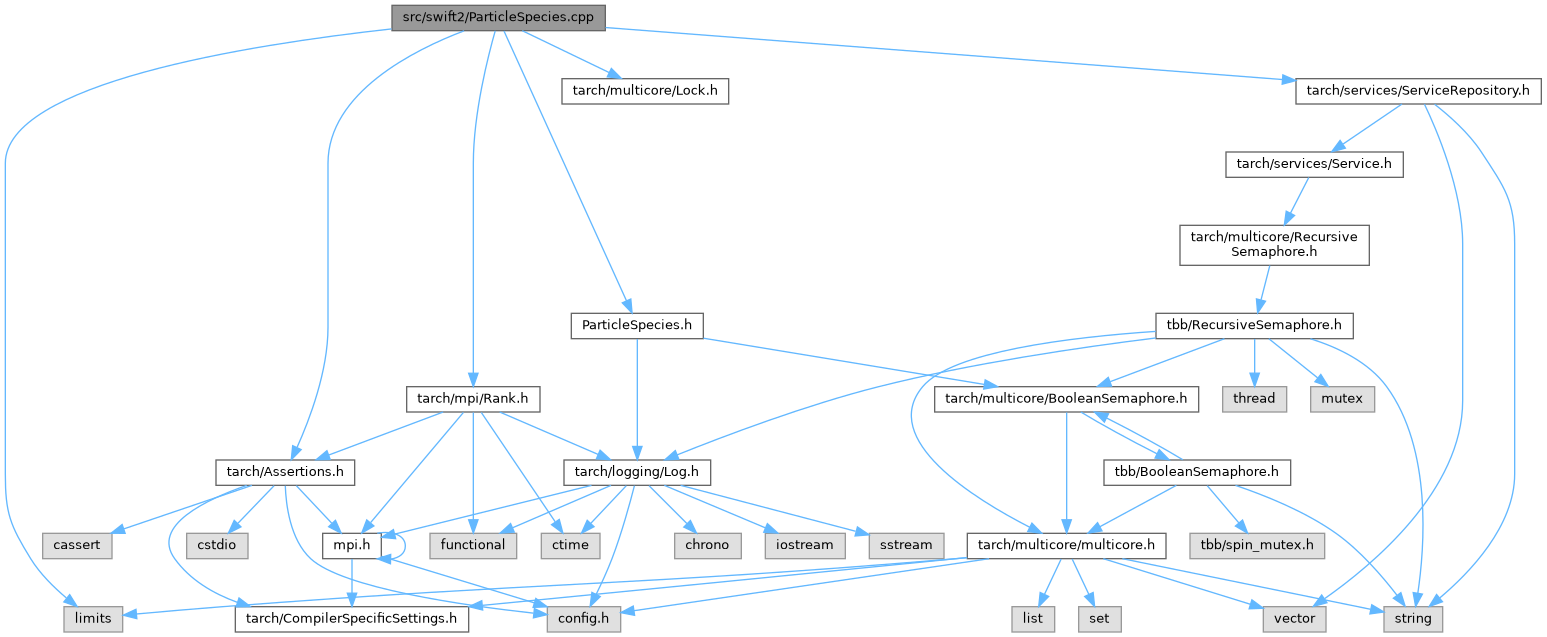 src/swift2/ParticleSpecies.cpp
tarch/multicore/Lock.h
tarch/services/ServiceRepository.h
tarch/services/Service.h
tarch/multicore/Recursive
Semaphore.h
ParticleSpecies.h
tbb/RecursiveSemaphore.h
tarch/mpi/Rank.h
tarch/multicore/BooleanSemaphore.h
thread
mutex
tarch/Assertions.h
tarch/logging/Log.h
tbb/BooleanSemaphore.h
cassert
cstdio
mpi.h
functional
ctime
chrono
iostream
sstream
tarch/multicore/multicore.h
tbb/spin_mutex.h
limits
tarch/CompilerSpecificSettings.h
config.h
list
set
vector
string